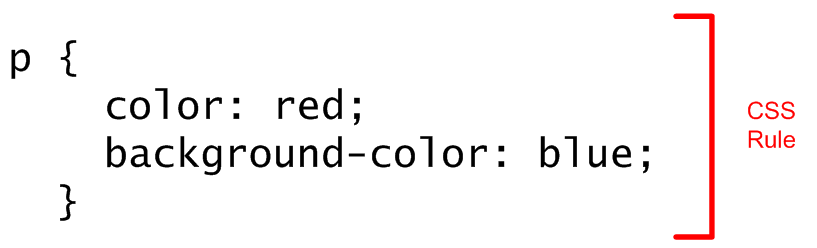 p {
color: red;
background-color: blue;
}
CSS
Rule